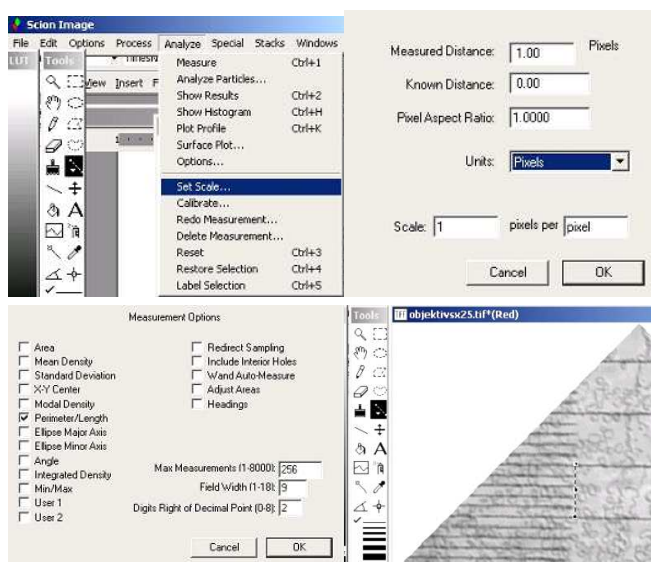 Scion Image
File Edit Options Process Analyze Special Stacks Windows
LUT Tools
View Insert F
Measure Ctrl+1
Analyze Particles...
Show Results Ctrl+2
Show Histogram Ctrl+H
Plot Profile Ctrl+K
Surface Plot...
Options...
Set Scale...
Calibrate...
Redo Measurement...
Delete Measurement...
Reset Ctrl+3
Restore Selection Ctrl+4
Label Selection Ctrl+5
A
Measured Distance: 1.00 Pixels
Known Distance: 0.00
Pixel Aspect Ratio: 1.0000
Units: Pixels
Scale: 1 pixels per pixel
Cancel OK
Measurement Options
Area
Mean Density
Standard Deviation
X-Y Center
Modal Density
Perimeter/Length
Ellipse Major Axis
Ellipse Minor Axis
Angle
Integrated Density
Min/Max
User 1
User 2
Redirect Sampling
Include Interior Holes
Wand Auto-Measure
Adjust Areas
Headings
Max Measurements (1-8000): 256
Field Width (1-18): 9
Digits Right of Decimal Point (0-8): 2
Cancel OK
Tools
objektivsx25.tif*(Red)
A